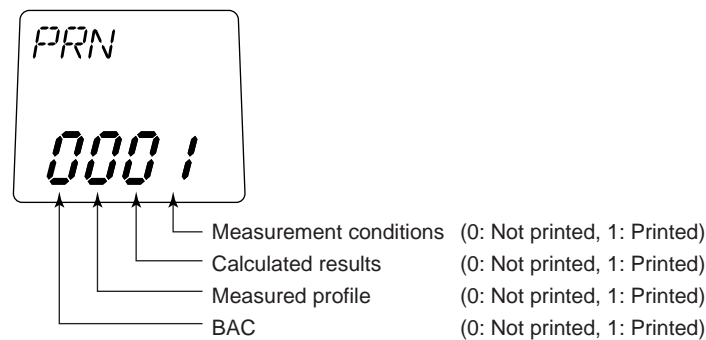 PRN
0001
Measurement conditions (0: Not printed, 1: Printed)
Calculated results (0: Not printed, 1: Printed)
Measured profile (0: Not printed, 1: Printed)
BAC (0: Not printed, 1: Printed)